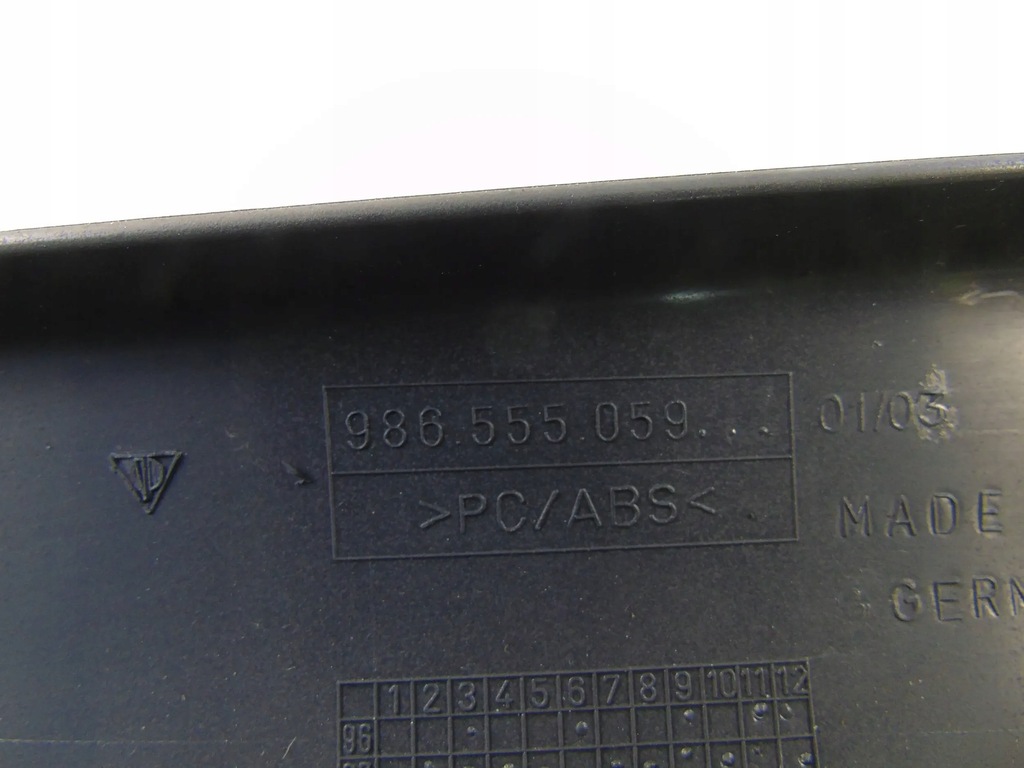 986.555.059...
01/03
>PC/ABS<
MADE
GERM
1 2 3 4 5 6 7 8 9 10 11 12
96